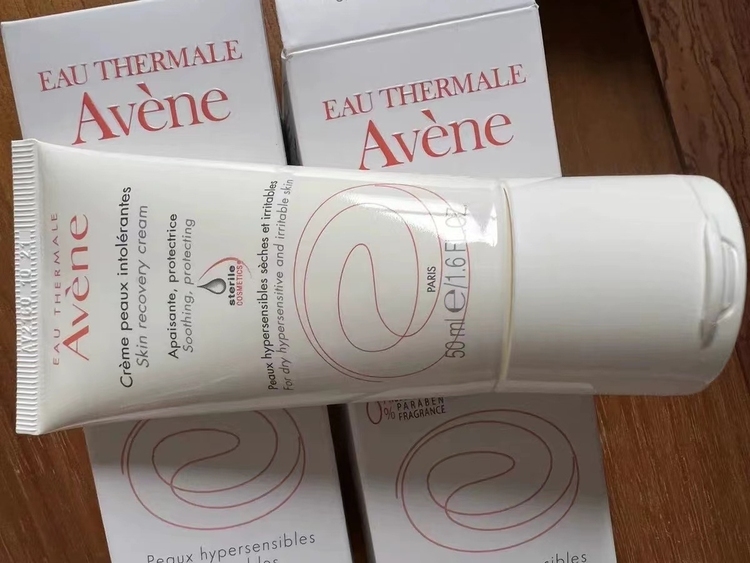 EAU THERMALE
Avène
EAU THERMALE
Avène
EAU THERMALE
Avène
Crème peaux intolérantes
Skin recovery cream
Apaisante, protectrice
Soothing, protecting
sterile
COSMETICS
Peaux hypersensibles sèches et irritables
For dry hypersensitive and irritable skin
PARIS
50 ml e/1.6 FL.OZ.
% PARABEN
FRAGRANCE
Peaux hypersensibles